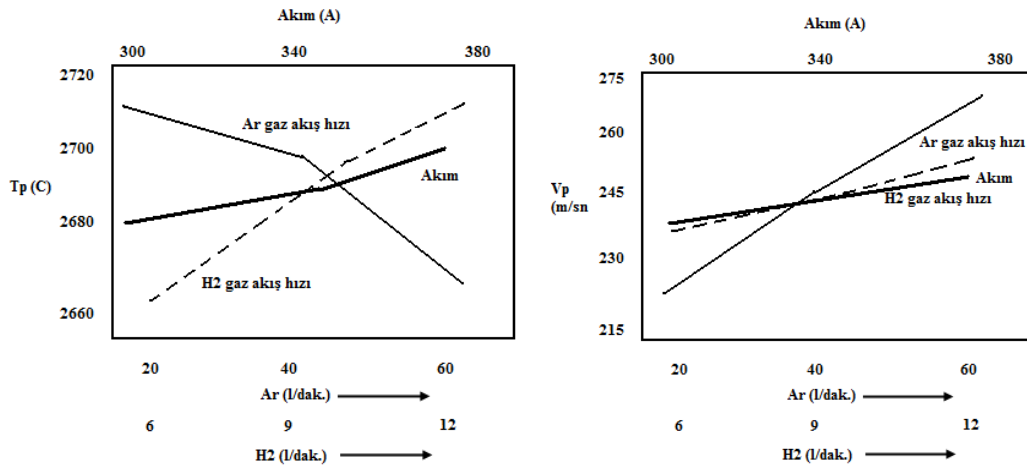 Akım (A)
300 340 380
2720
2700
Tp (C)
2680
2660
Ar gaz akış hızı
Akım
H2 gaz akış hızı
20 40 60
Ar (l/dak.)
6 9 12
H2 (l/dak.)
Akım (A)
300 340 380
275
260
245
Vp
(m/sn
230
215
Ar gaz akış hızı
Akım
H2 gaz akış hızı
20 40 60
Ar (l/dak.)
6 9 12
H2 (l/dak.)